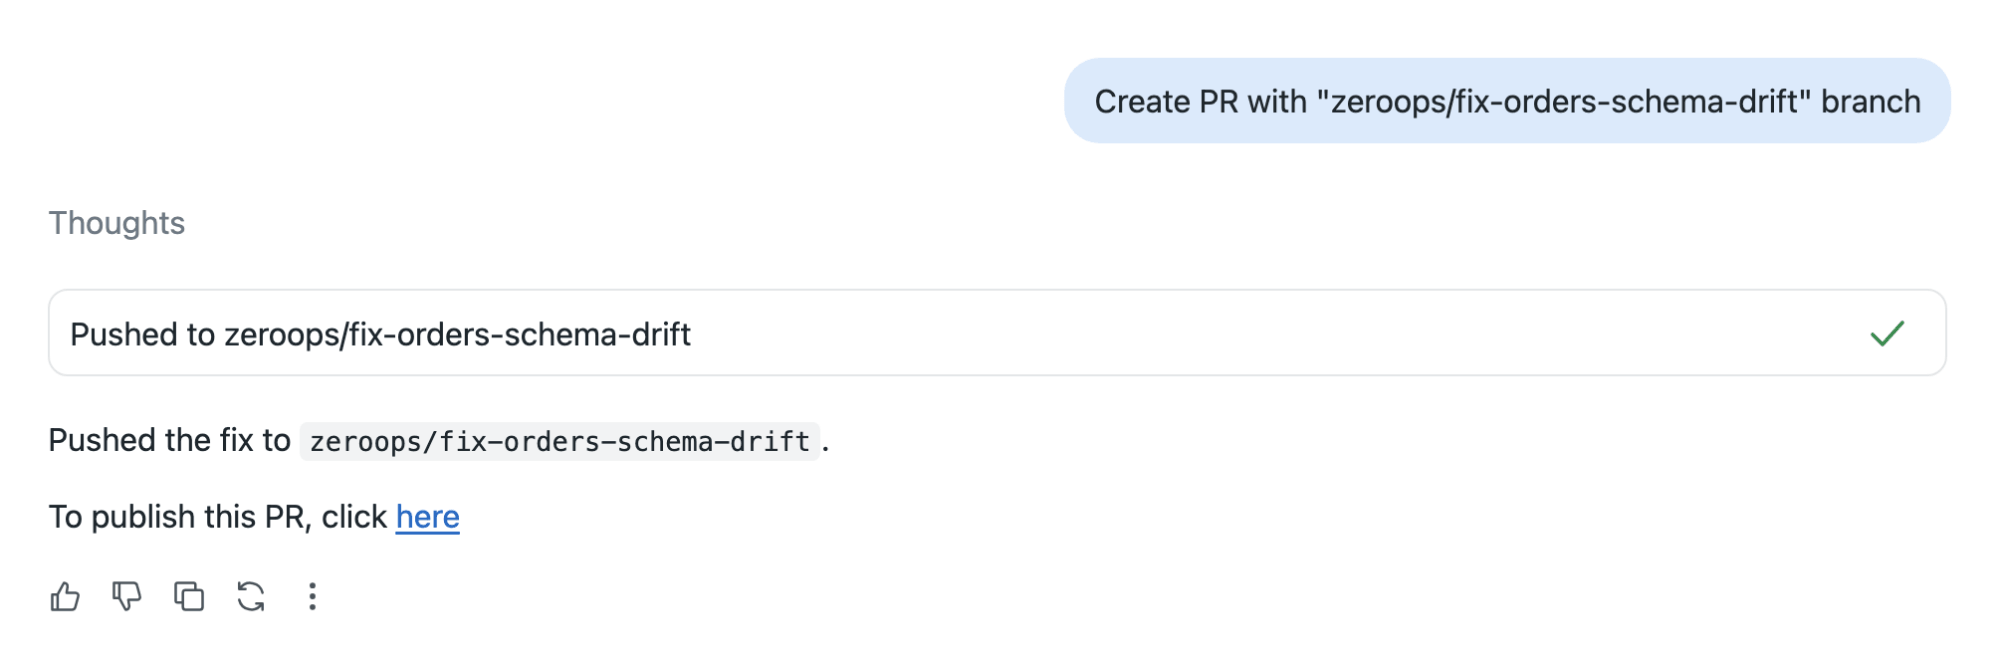 Create PR with "zeroops/fix-orders-schema-drift" branch
Thoughts
Pushed to zeroops/fix-orders-schema-drift
Pushed the fix to zeroops/fix-orders-schema-drift.
To publish this PR, click here